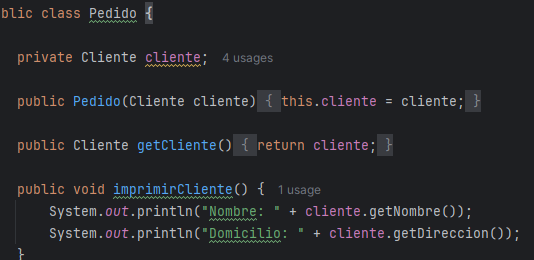 blic class Pedido {
private Cliente cliente; 4 usages
public Pedido(Cliente cliente) { this.cliente = cliente; }
public Cliente getCliente() { return cliente; }
public void imprimirCliente() { 1 usage
System.out.println("Nombre: " + cliente.getNombre());
System.out.println("Domicilio: " + cliente.getDireccion());
}